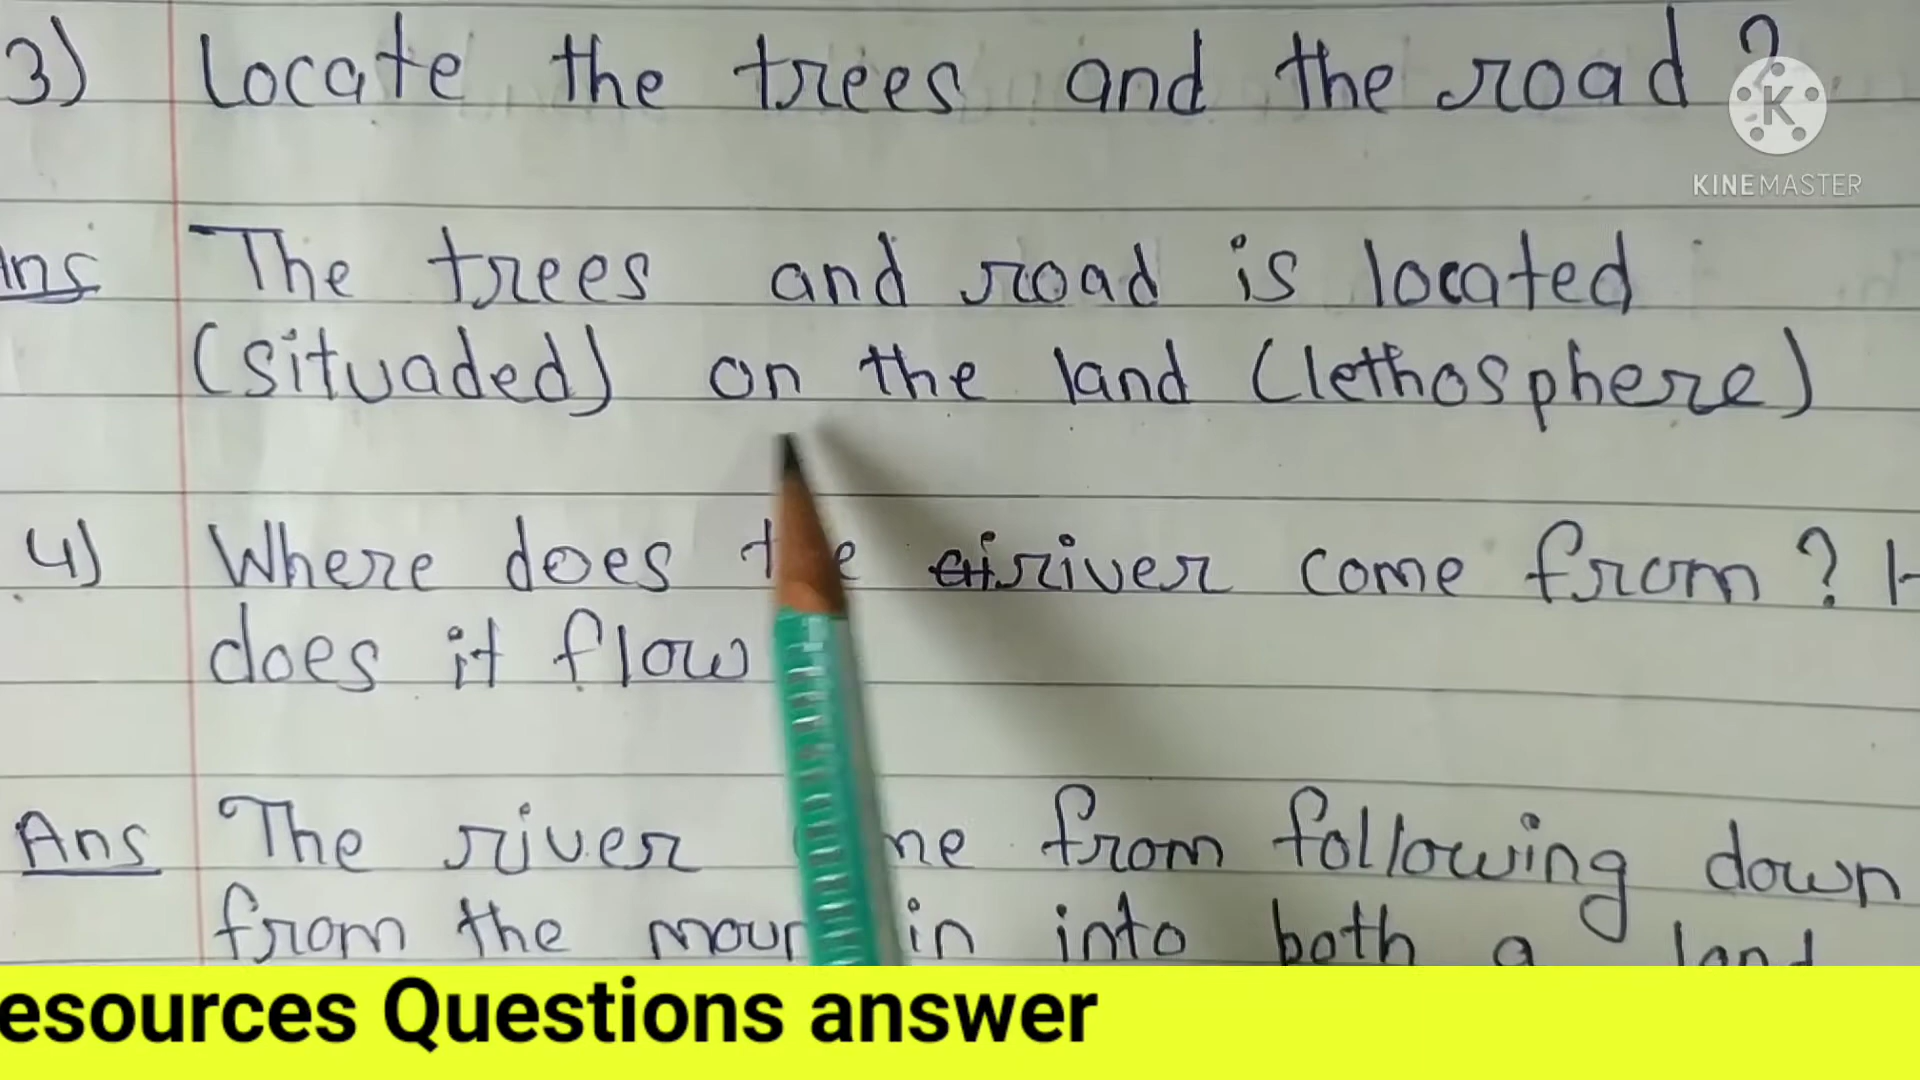 3) Locate the trees and the road ?
KINEMASTER
Ans The trees and road is located
(situaded) on the land (lethosphere)
4) Where does the river come from ?
does it flow
Ans The river from following down
from the into both a land
esources Questions answer